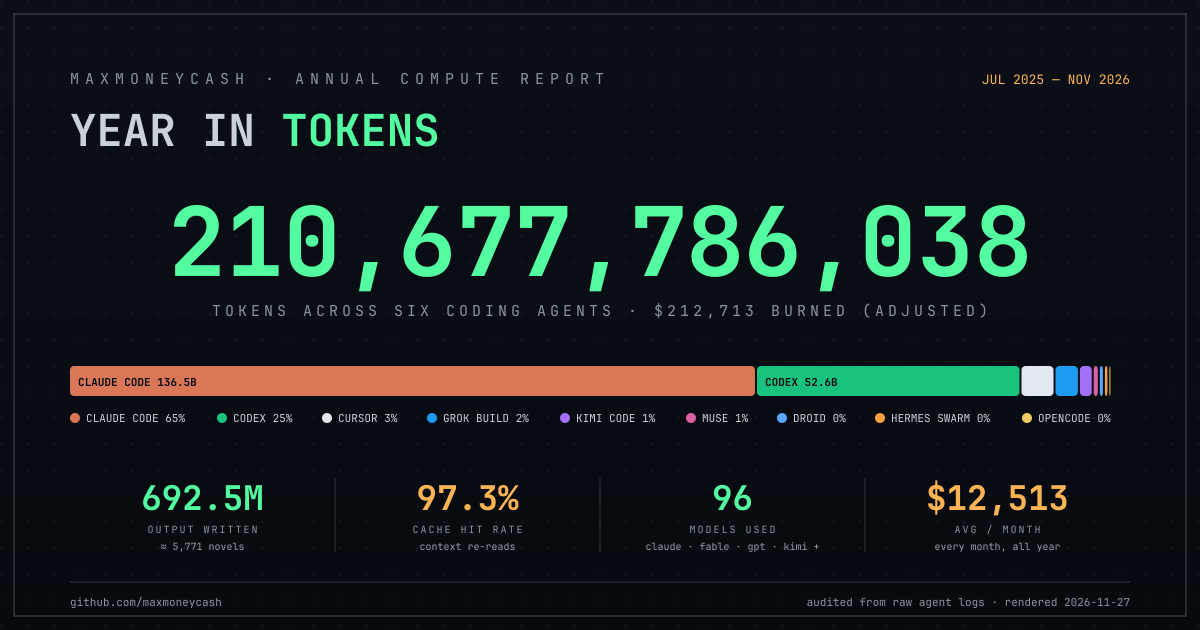 MAXMONEYCASH · ANNUAL COMPUTE REPORT
JUL 2025 — NOV 2026
YEAR IN TOKENS
210,677,786,038
TOKENS ACROSS SIX CODING AGENTS · $212,713 BURNED (ADJUSTED)
CLAUDE CODE 136.5B
CODEX 52.6B
CLAUDE CODE 65%
CODEX 25%
CURSOR 3%
GROK BUILD 2%
KIMI CODE 1%
MUSE 1%
DROID 0%
HERMES SWARM 0%
OPENCODE 0%
692.5M
OUTPUT WRITTEN
≈ 5,771 novels
97.3%
CACHE HIT RATE
context re-reads
96
MODELS USED
claude · fable · gpt · kimi +
$12,513
AVG / MONTH
every month, all year
github.com/maxmoneycash
audited from raw agent logs · rendered 2026-11-27